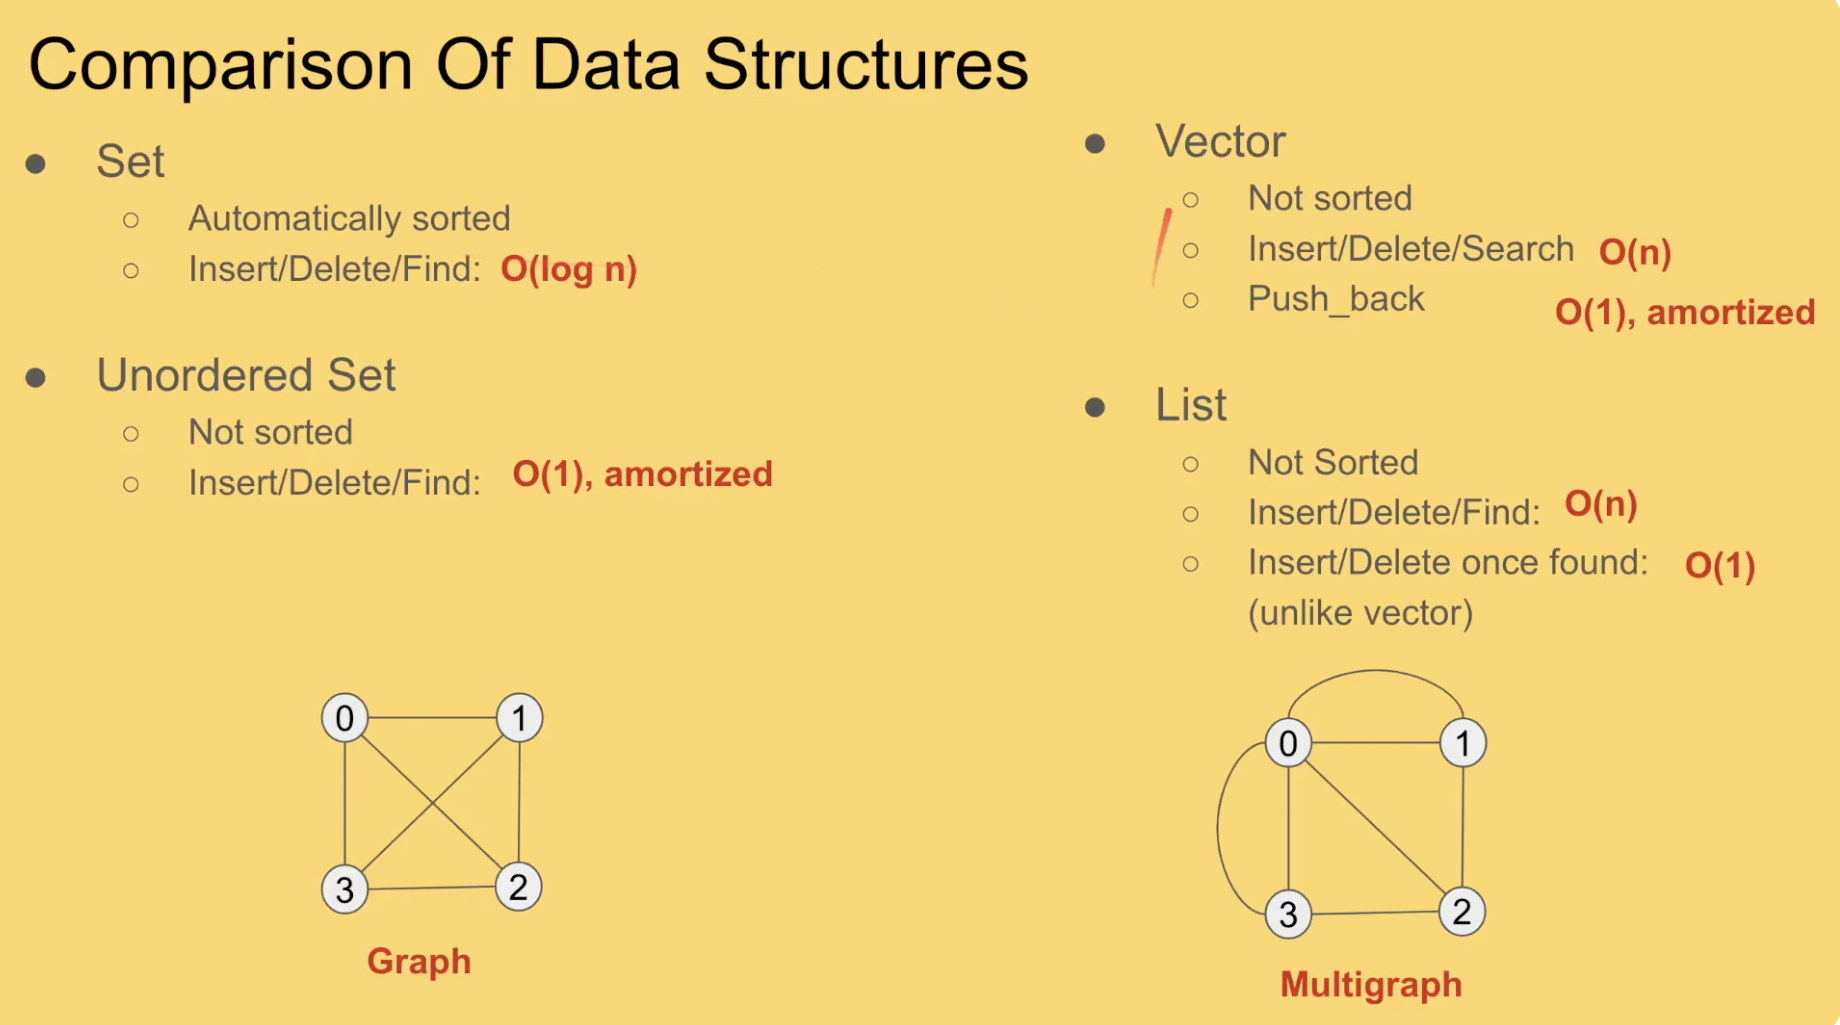 Comparison Of Data Structures
● Set
○ Automatically sorted
○ Insert/Delete/Find: O(log n)
● Unordered Set
○ Not sorted
○ Insert/Delete/Find: O(1), amortized
● Vector
○ Not sorted
○ Insert/Delete/Search O(n)
○ Push_back O(1), amortized
● List
○ Not Sorted
○ Insert/Delete/Find: O(n)
○ Insert/Delete once found: O(1)
(unlike vector)
0 1
3 2
Graph
0 1
3 2
Multigraph